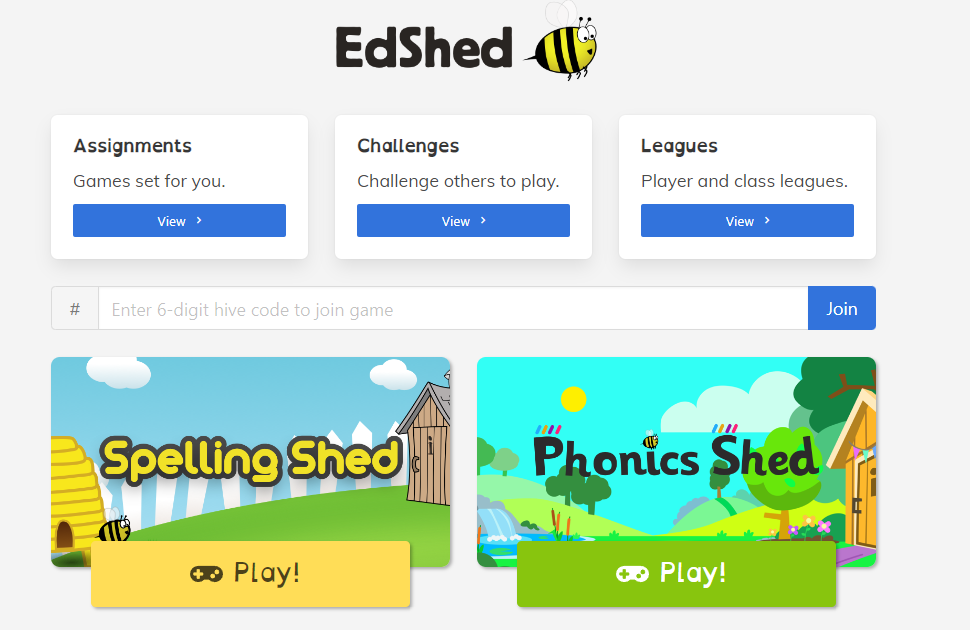 EdShed
Assignments
Games set for you.
View
Challenges
Challenge others to play.
View
Leagues
Player and class leagues.
View
# Enter 6-digit hive code to join game Join
Spelling Shed
Play!
Phonics Shed
Play!